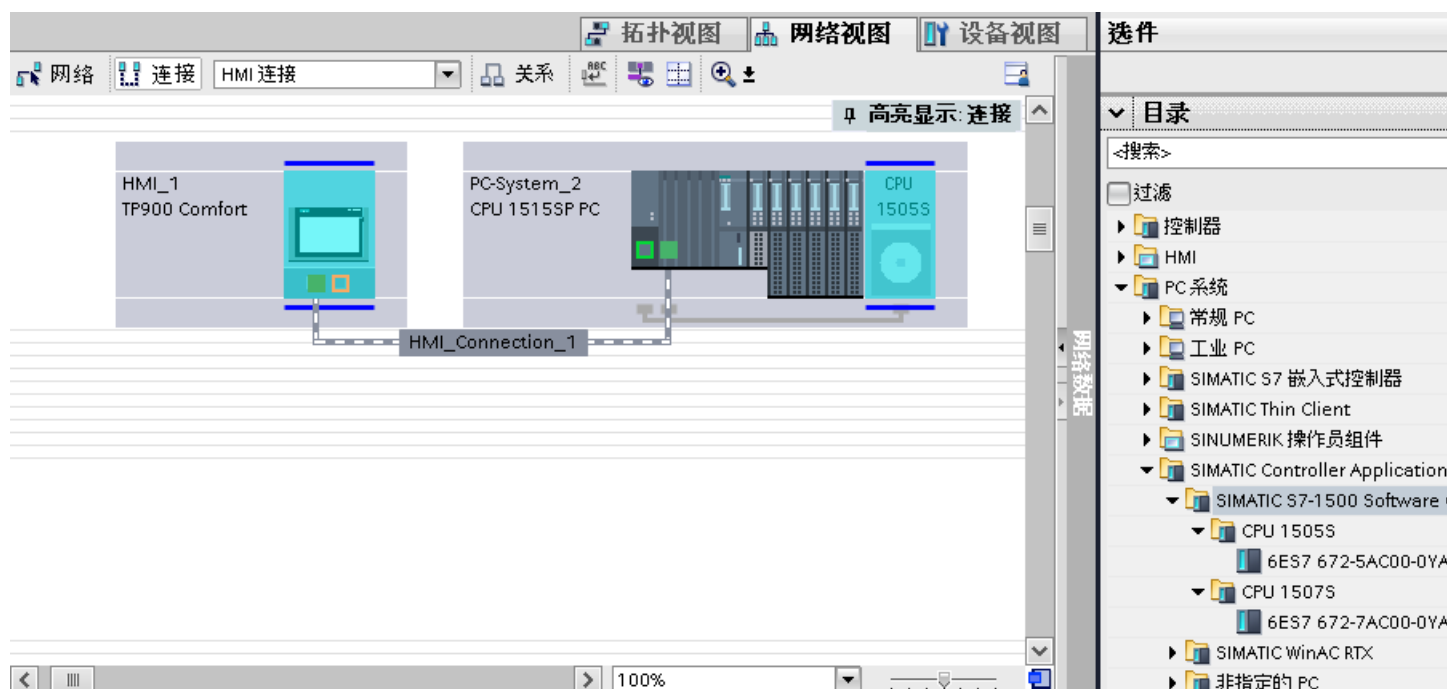 拓扑视图
网络视图
设备视图
选件
网络
连接
HMI 连接
关系
高亮显示: 连接
目录
<搜索>
过滤
HMI_1
TP900 Comfort
PC-System_2
CPU 1515SP PC
CPU
1505S
HMI_Connection_1
网络数据
控制器
HMI
PC 系统
常规 PC
工业 PC
SIMATIC S7 嵌入式控制器
SIMATIC Thin Client
SINUMERIK 操作员组件
SIMATIC Controller Application
SIMATIC S7-1500 Software
CPU 1505S
6ES7 672-5AC00-0YA
CPU 1507S
6ES7 672-7AC00-0YA
SIMATIC WinAC RTX
非指定的 PC
100%